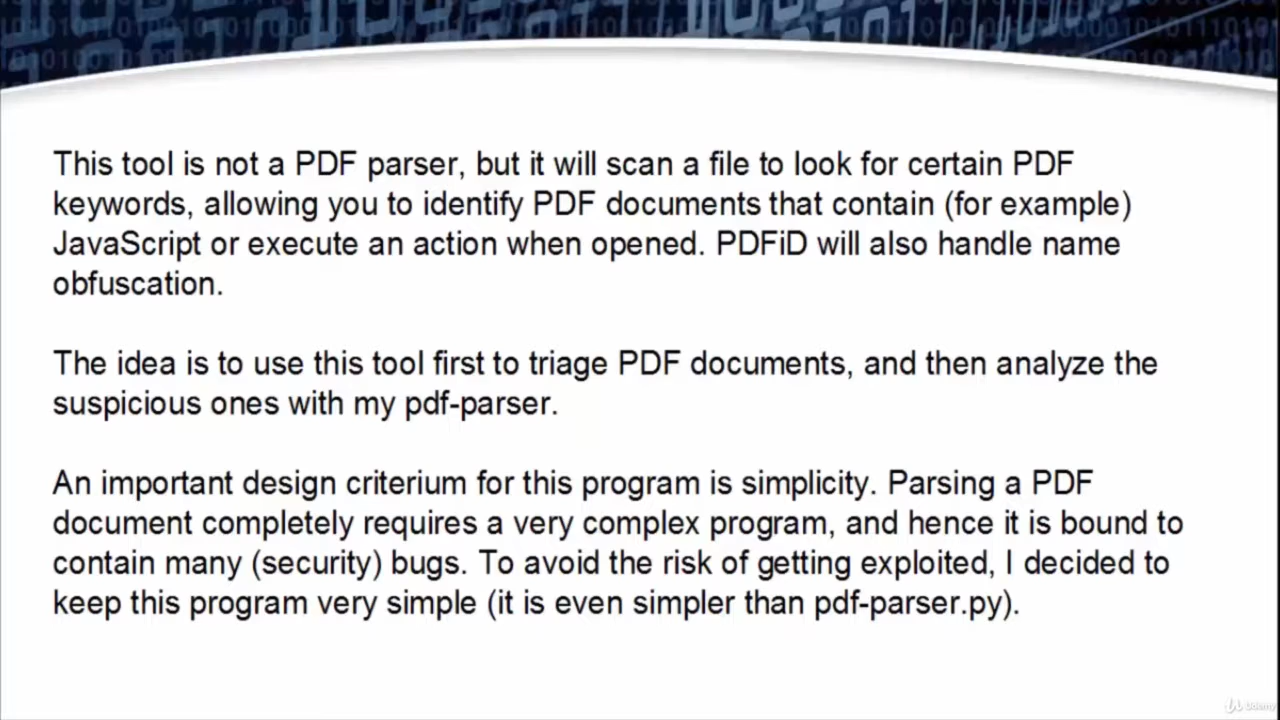 This tool is not a PDF parser, but it will scan a file to look for certain PDF
keywords, allowing you to identify PDF documents that contain (for example)
JavaScript or execute an action when opened. PDFiD will also handle name
obfuscation.
The idea is to use this tool first to triage PDF documents, and then analyze the
suspicious ones with my pdf-parser.
An important design criterium for this program is simplicity. Parsing a PDF
document completely requires a very complex program, and hence it is bound to
contain many (security) bugs. To avoid the risk of getting exploited, I decided to
keep this program very simple (it is even simpler than pdf-parser.py).
Udemy